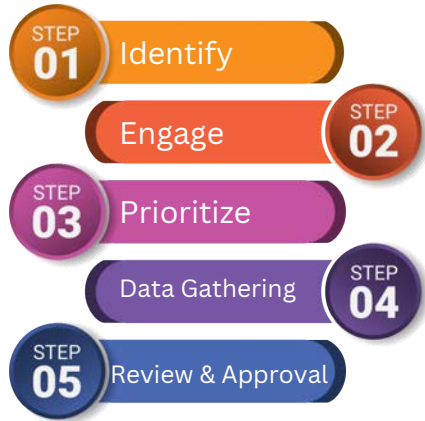 STEP
01
Identify
Engage
STEP
02
STEP
03
Prioritize
Data Gathering
STEP
04
STEP
05
Review & Approval